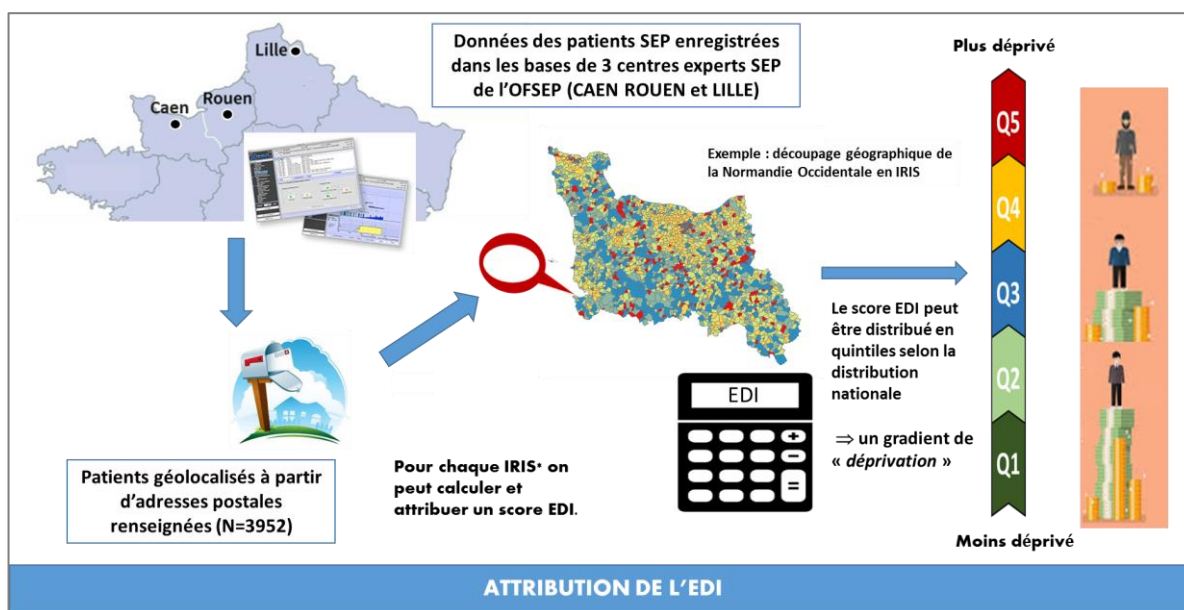 Lille
Rouen
Caen
Données des patients SEP enregistrées
dans les bases de 3 centres experts SEP
de l'OFSEP (CAEN ROUEN et LILLE)
Exemple : découpage géographique de
la Normandie Occidentale en IRIS
Patients géolocalisés à partir
d'adresses postales
renseignées (N=3952)
Pour chaque IRIS* on
peut calculer et
attribuer un score EDI.
EDI
+
−
=
Le score EDI peut
être distribué en
quintiles selon la
distribution
nationale
⇒ un gradient de
« déprivation »
Plus déprivé
Q5
Q4
Q3
Q2
Q1
Moins déprivé
ATTRIBUTION DE L'EDI